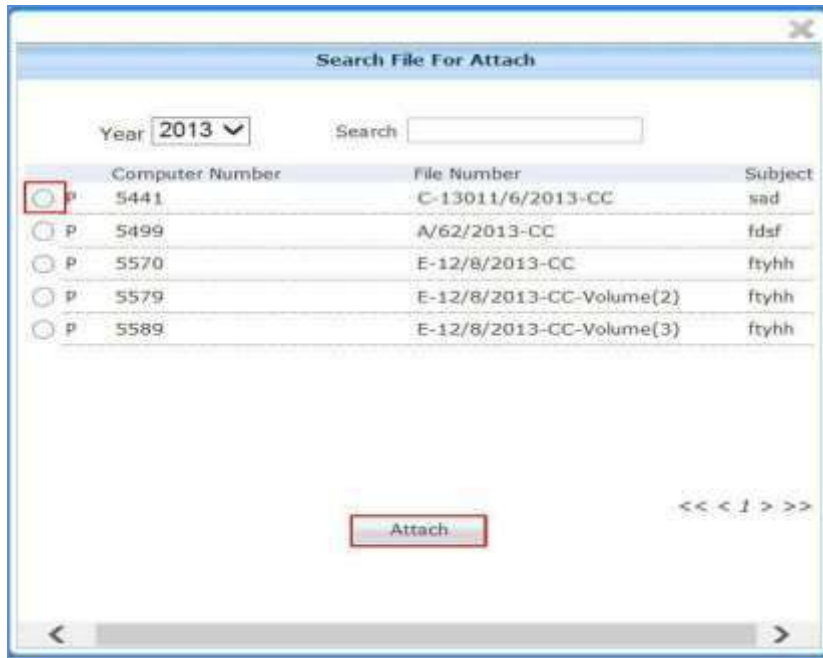 Search File For Attach
Year 2013 Search
Computer Number File Number Subject
P 5441 C-13011/6/2013-CC sad
P 5499 A/62/2013-CC fdsf
P 5570 E-12/8/2013-CC ftyhh
P 5579 E-12/8/2013-CC-Volume(2) ftyhh
P 5589 E-12/8/2013-CC-Volume(3) ftyhh
<< < 1 > >>
Attach